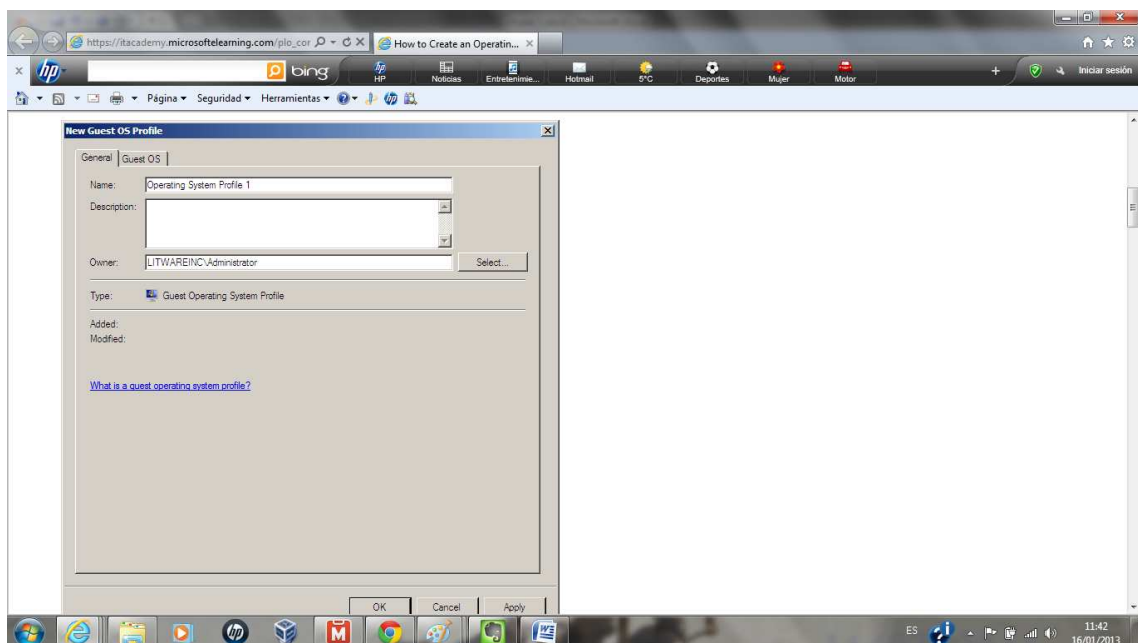 https://itacademy.microsoftelearning.com/plo_cor
How to Create an Operatin...
hp
bing
HP
Noticias
Entretenimie...
Hotmail
5°C
Deportes
Mujer
Motor
Iniciar sesión
Página
Seguridad
Herramientas
New Guest OS Profile
General
Guest OS
Name:
Operating System Profile 1
Description:
Owner:
LITWAREINC\Administrator
Select...
Type:
Guest Operating System Profile
Added:
Modified:
What is a guest operating system profile?
OK
Cancel
Apply
ES
11:42
16/01/2013